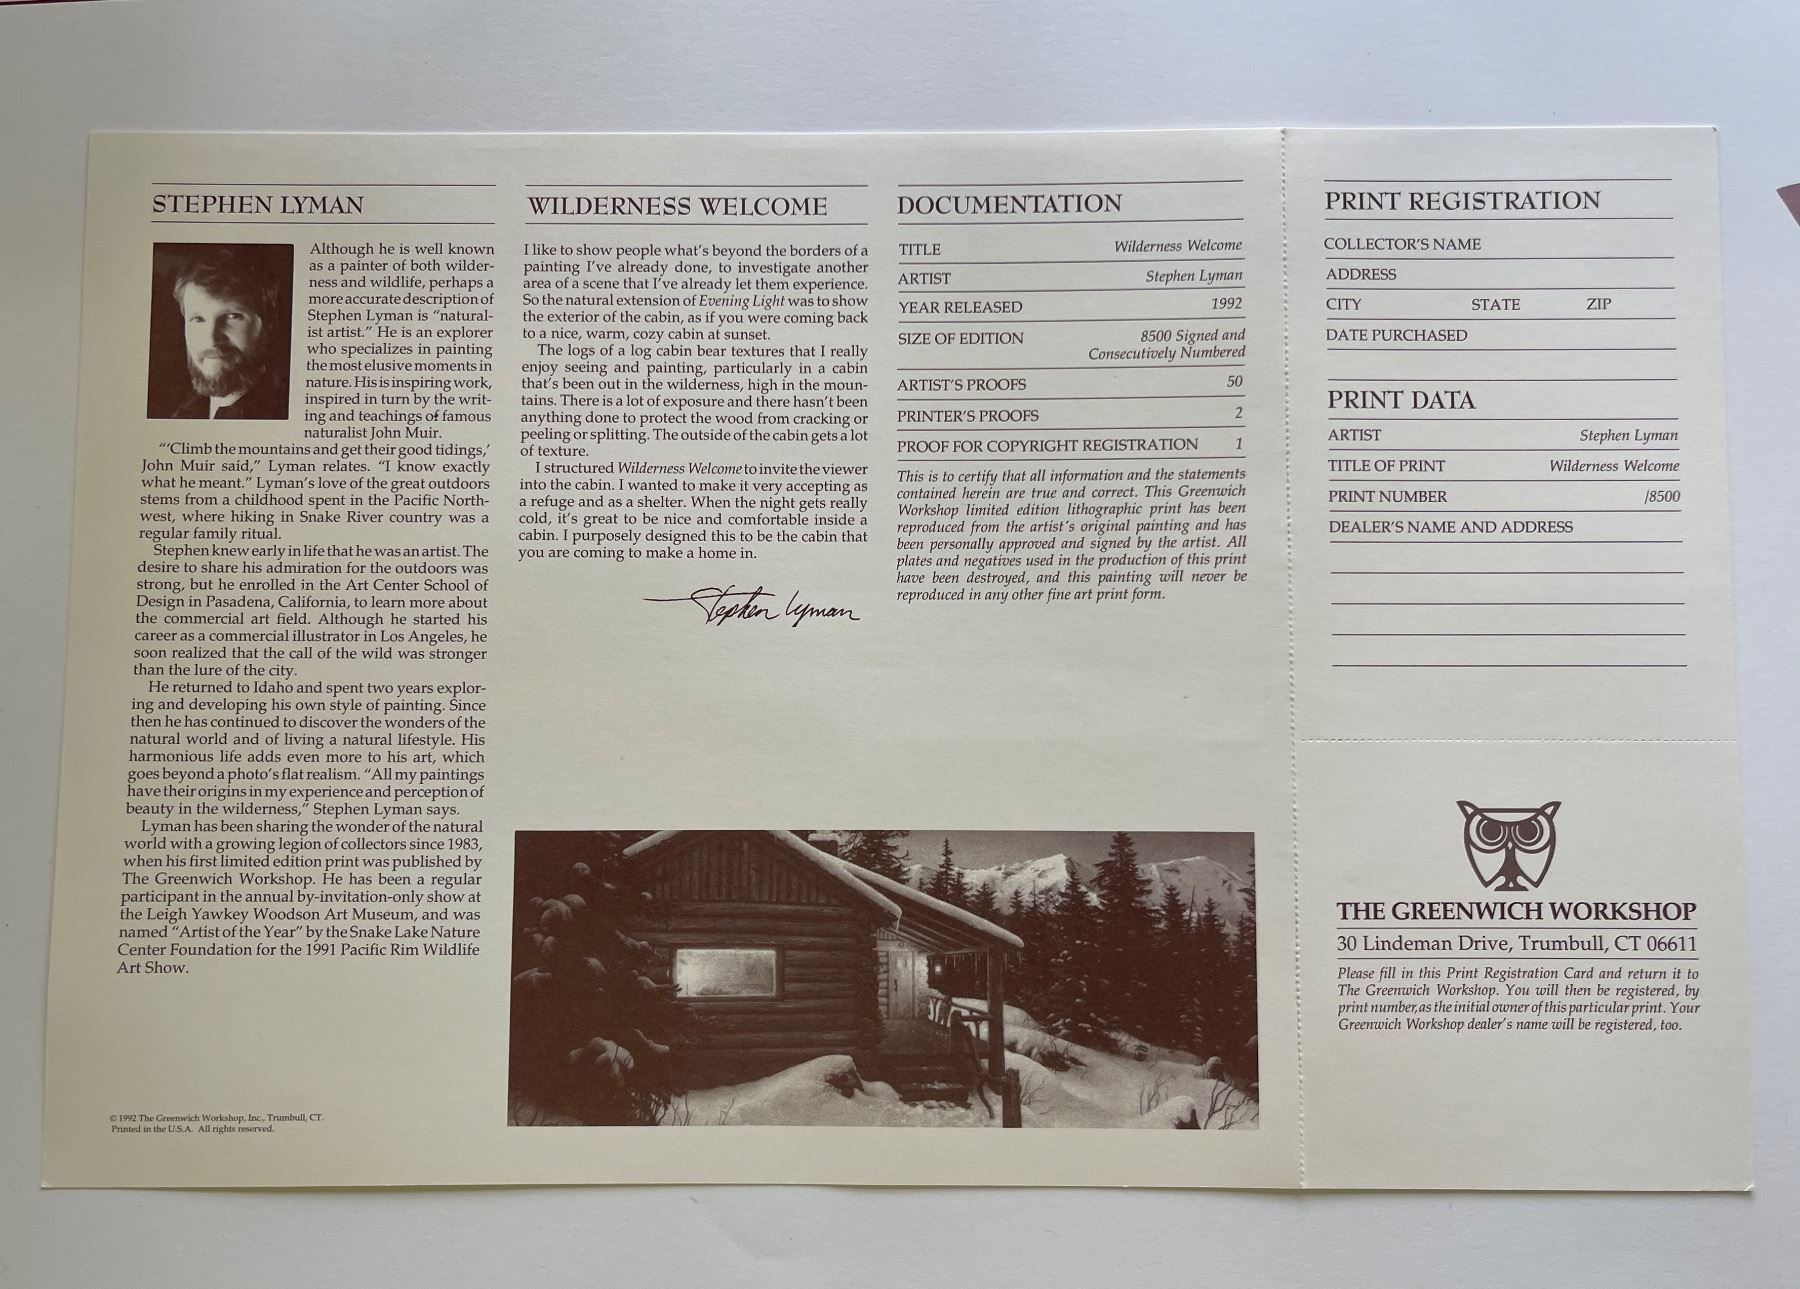 STEPHEN LYMAN
Although he is well known
as a painter of both wilder-
ness and wildlife, perhaps a
more accurate description of
Stephen Lyman is "natural-
ist artist." He is an explorer
who specializes in painting
the most elusive moments in
nature. His is inspiring work,
inspired in turn by the writ-
ing and teachings of famous
naturalist John Muir.
"'Climb the mountains and get their good tidings,'
John Muir said," Lyman relates. "I know exactly
what he meant." Lyman's love of the great outdoors
stems from a childhood spent in the Pacific North-
west, where hiking in Snake River country was a
regular family ritual.
Stephen knew early in life that he was an artist. The
desire to share his admiration for the outdoors was
strong, but he enrolled in the Art Center School of
Design in Pasadena, California, to learn more about
the commercial art field. Although he started his
career as a commercial illustrator in Los Angeles, he
soon realized that the call of the wild was stronger
than the lure of the city.
He returned to Idaho and spent two years explor-
ing and developing his own style of painting. Since
then he has continued to discover the wonders of the
natural world and of living a natural lifestyle. His
harmonious life adds even more to his art, which
goes beyond a photo's flat realism. "All my paintings
have their origins in my experience and perception of
beauty in the wilderness," Stephen Lyman says.
Lyman has been sharing the wonder of the natural
world with a growing legion of collectors since 1983,
when his first limited edition print was published by
The Greenwich Workshop. He has been a regular
participant in the annual by-invitation-only show at
the Leigh Yawkey Woodson Art Museum, and was
named "Artist of the Year" by the Snake Lake Nature
Center Foundation for the 1991 Pacific Rim Wildlife
Art Show.
© 1992 The Greenwich Workshop, Inc., Trumbull, CT.
Printed in the U.S.A. All rights reserved.
WILDERNESS WELCOME
I like to show people what's beyond the borders of a
painting I've already done, to investigate another
area of a scene that I've already let them experience.
So the natural extension of Evening Light was to show
the exterior of the cabin, as if you were coming back
to a nice, warm, cozy cabin at sunset.
The logs of a log cabin bear textures that I really
enjoy seeing and painting, particularly in a cabin
that's been out in the wilderness, high in the moun-
tains. There is a lot of exposure and there hasn't been
anything done to protect the wood from cracking or
peeling or splitting. The outside of the cabin gets a lot
of texture.
I structured Wilderness Welcome to invite the viewer
into the cabin. I wanted to make it very accepting as
a refuge and as a shelter. When the night gets really
cold, it's great to be nice and comfortable inside a
cabin. I purposely designed this to be the cabin that
you are coming to make a home in.
Stephen Lyman
DOCUMENTATION
TITLE Wilderness Welcome
ARTIST Stephen Lyman
YEAR RELEASED 1992
SIZE OF EDITION 8500 Signed and
Consecutively Numbered
ARTIST'S PROOFS 50
PRINTER'S PROOFS 2
PROOF FOR COPYRIGHT REGISTRATION 1
This is to certify that all information and the statements
contained herein are true and correct. This Greenwich
Workshop limited edition lithographic print has been
reproduced from the artist's original painting and has
been personally approved and signed by the artist. All
plates and negatives used in the production of this print
have been destroyed, and this painting will never be
reproduced in any other fine art print form.
PRINT REGISTRATION
COLLECTOR'S NAME
ADDRESS
CITY STATE ZIP
DATE PURCHASED
PRINT DATA
ARTIST Stephen Lyman
TITLE OF PRINT Wilderness Welcome
PRINT NUMBER /8500
DEALER'S NAME AND ADDRESS
THE GREENWICH WORKSHOP
30 Lindeman Drive, Trumbull, CT 06611
Please fill in this Print Registration Card and return it to
The Greenwich Workshop. You will then be registered, by
print number, as the initial owner of this particular print. Your
Greenwich Workshop dealer's name will be registered, too.